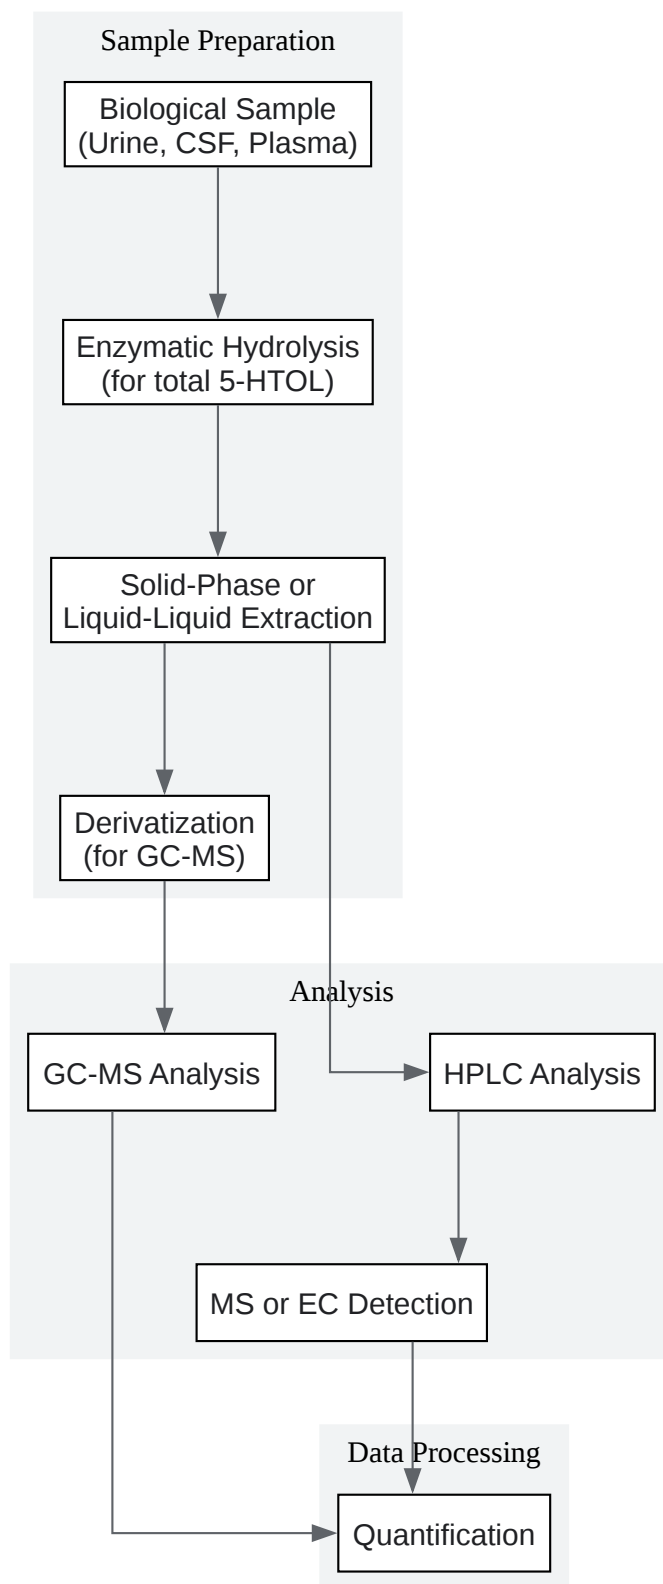 Sample Preparation
Biological Sample
(Urine, CSF, Plasma)
Enzymatic Hydrolysis
(for total 5-HTOL)
Solid-Phase or
Liquid-Liquid Extraction
Derivatization
(for GC-MS)
Analysis
GC-MS Analysis
HPLC Analysis
MS or EC Detection
Data Processing
Quantification